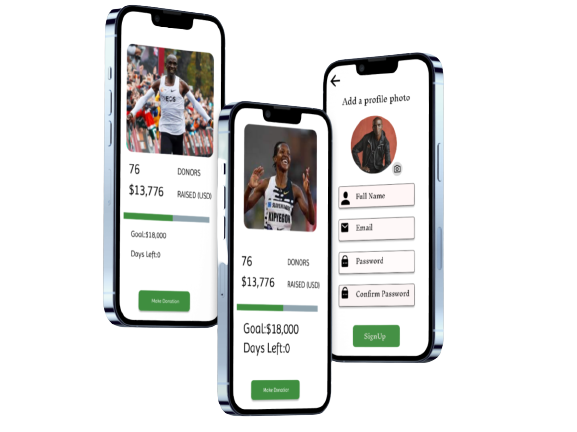 INEOS
76 DONORS
$13,776 RAISED (USD)
Goal:$18,000
Days Left:0
Make Donation
KIPYEGON
76 DONORS
$13,776 RAISED (USD)
Goal:$18,000
Days Left:0
Make Donation
Add a profile photo
Full Name
Email
Password
Confirm Password
SignUp